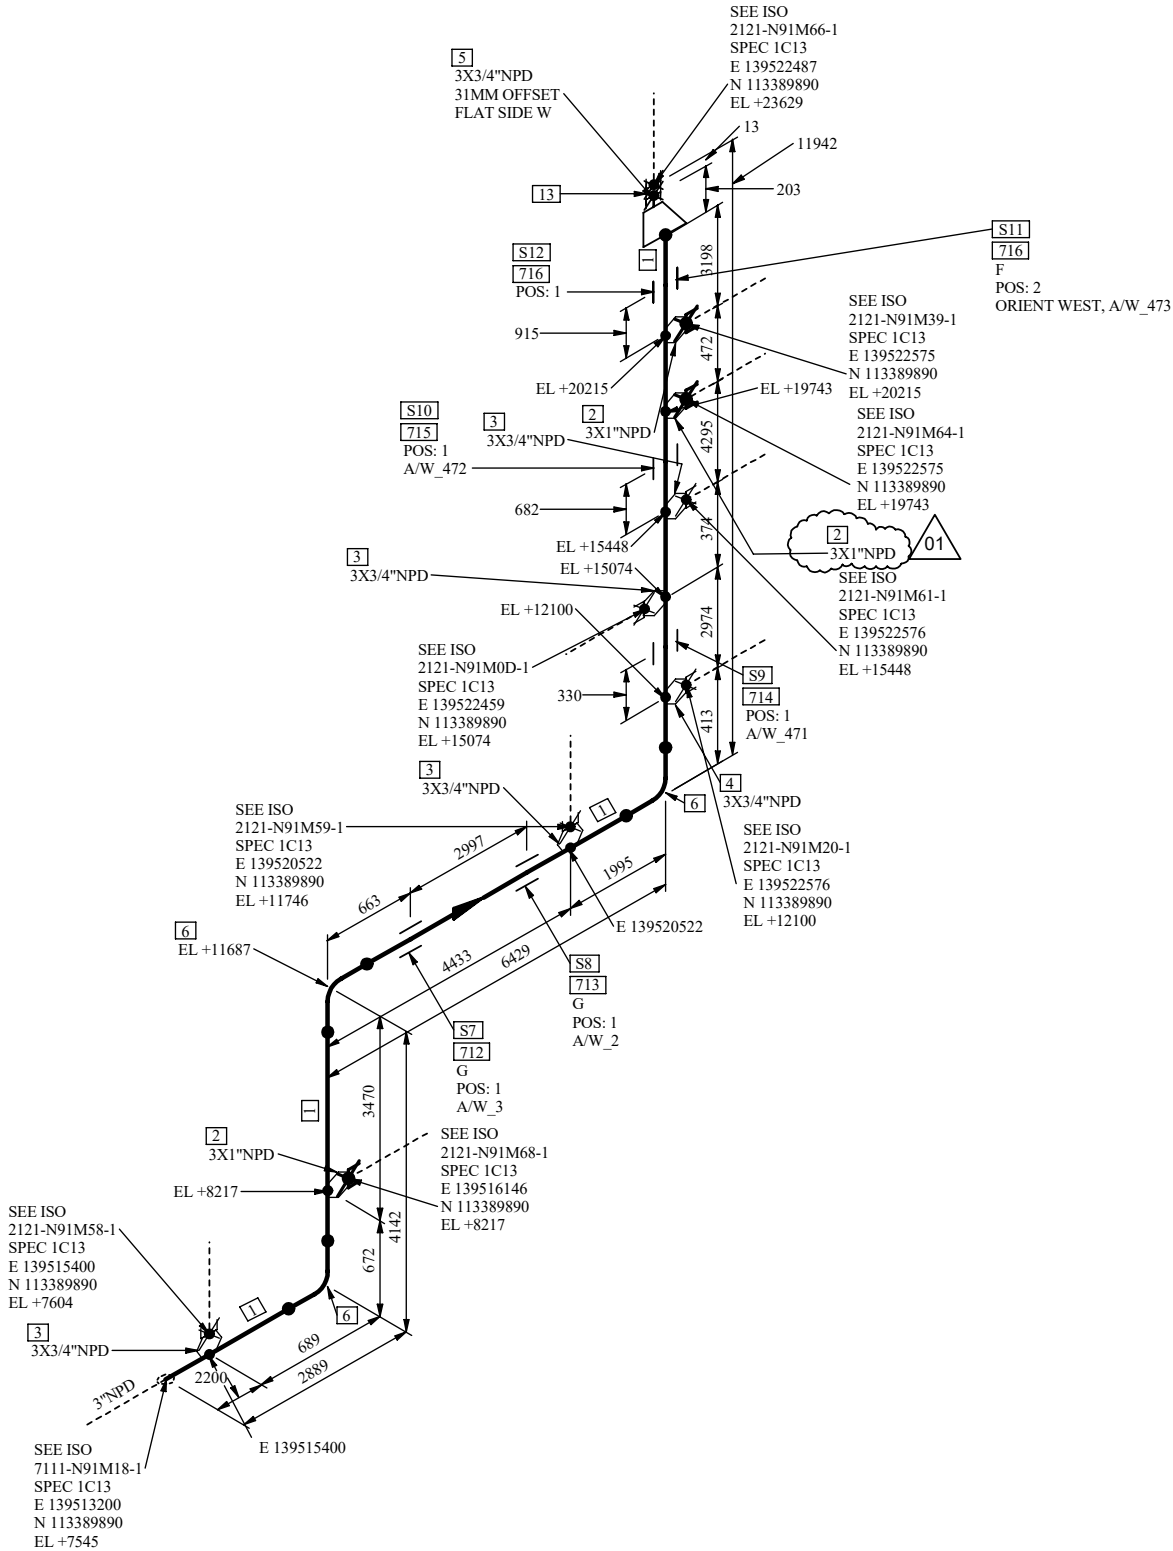 SEE ISO
2121-N91M66-1
SPEC 1C13
E 139522487
N 113389890
EL +23629
5
3X3/4"NPD
31MM OFFSET
FLAT SIDE W
13
11942
13
203
S12
716
POS: 1
1
3198
S11
716
F
POS: 2
ORIENT WEST, A/W_473
915
472
SEE ISO
2121-N91M39-1
SPEC 1C13
E 139522575
N 113389890
EL +20215
EL +20215
EL +19743
S10
715
POS: 1
A/W_472
3
3X3/4"NPD
2
3X1"NPD
4295
SEE ISO
2121-N91M64-1
SPEC 1C13
E 139522575
N 113389890
EL +19743
682
374
2
3X1"NPD
01
EL +15448
EL +15074
3
3X3/4"NPD
EL +12100
2974
SEE ISO
2121-N91M61-1
SPEC 1C13
E 139522576
N 113389890
EL +15448
SEE ISO
2121-N91M0D-1
SPEC 1C13
E 139522459
N 113389890
EL +15074
330
413
S9
714
POS: 1
A/W_471
3
3X3/4"NPD
1
6
4
3X3/4"NPD
SEE ISO
2121-N91M59-1
SPEC 1C13
E 139520522
N 113389890
EL +11746
2997
663
1995
SEE ISO
2121-N91M20-1
SPEC 1C13
E 139522576
N 113389890
EL +12100
E 139520522
6
EL +11687
4433
6429
S8
713
G
POS: 1
A/W_2
S7
712
G
POS: 1
A/W_3
1
3470
2
3X1"NPD
SEE ISO
2121-N91M68-1
SPEC 1C13
E 139516146
N 113389890
EL +8217
EL +8217
4142
672
SEE ISO
2121-N91M58-1
SPEC 1C13
E 139515400
N 113389890
EL +7604
1
6
3
3X3/4"NPD
689
2889
2200
3"NPD
E 139515400
SEE ISO
7111-N91M18-1
SPEC 1C13
E 139513200
N 113389890
EL +7545